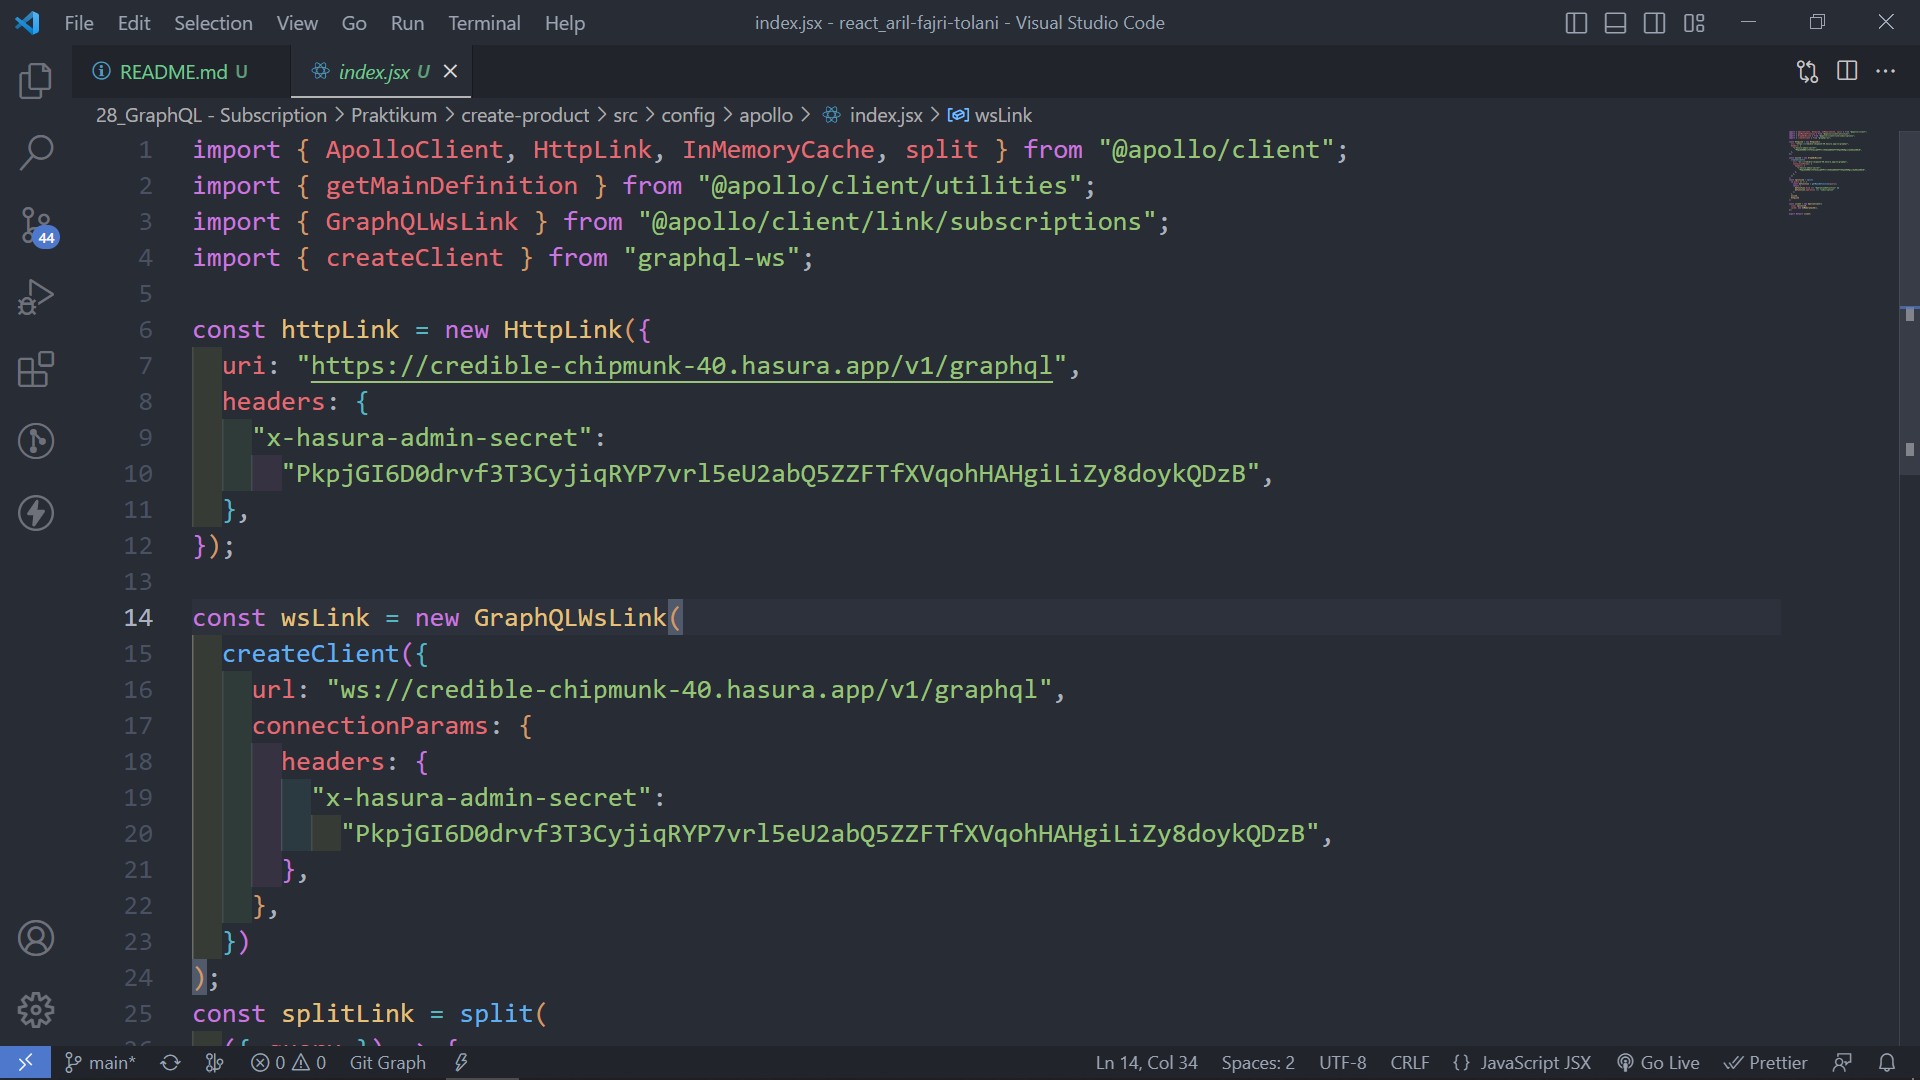 File Edit Selection View Go Run Terminal Help
index.jsx - react_aril-fajri-tolani - Visual Studio Code
README.md U
index.jsx U
28_GraphQL - Subscription > Praktikum > create-product > src > config > apollo > index.jsx > wsLink
1 import { ApolloClient, HttpLink, InMemoryCache, split } from "@apollo/client";
2 import { getMainDefinition } from "@apollo/client/utilities";
3 import { GraphQLWsLink } from "@apollo/client/link/subscriptions";
4 import { createClient } from "graphql-ws";
5
6 const httpLink = new HttpLink({
7 uri: "https://credible-chipmunk-40.hasura.app/v1/graphql",
8 headers: {
9 "x-hasura-admin-secret":
10 "PkpjGI6D0drvf3T3CyjiqRYP7vrl5eU2abQ5ZZFTfXVqohHAHgiLiZy8doykQDzB",
11 },
12 });
13
14 const wsLink = new GraphQLWsLink(
15 createClient({
16 url: "ws://credible-chipmunk-40.hasura.app/v1/graphql",
17 connectionParams: {
18 headers: {
19 "x-hasura-admin-secret":
20 "PkpjGI6D0drvf3T3CyjiqRYP7vrl5eU2abQ5ZZFTfXVqohHAHgiLiZy8doykQDzB",
21 },
22 },
23 })
24 );
25 const splitLink = split(
44
main* 0 0 Git Graph Ln 14, Col 34 Spaces: 2 UTF-8 CRLF {} JavaScript JSX Go Live Prettier